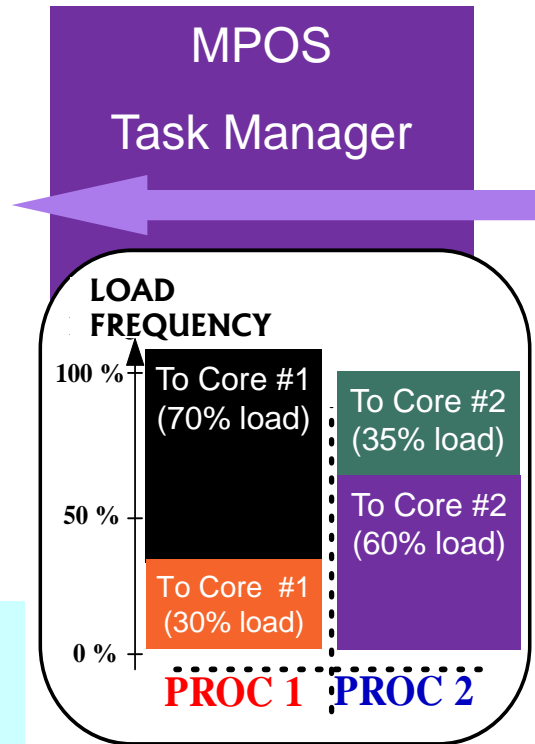 MPOS
Task Manager
LOAD
FREQUENCY
100 %
50 %
0 %
To Core #1
(70% load)
To Core #1
(30% load)
To Core #2
(35% load)
To Core #2
(60% load)
PROC 1
PROC 2